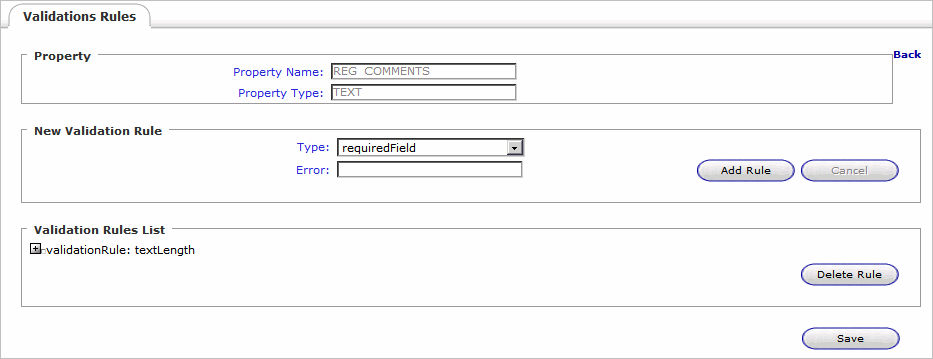 Validations Rules
Property
Back
Property Name: REG_COMMENTS
Property Type: TEXT
New Validation Rule
Type: requiredField
Error:
Add Rule Cancel
Validation Rules List
validationRule: textLength
Delete Rule
Save